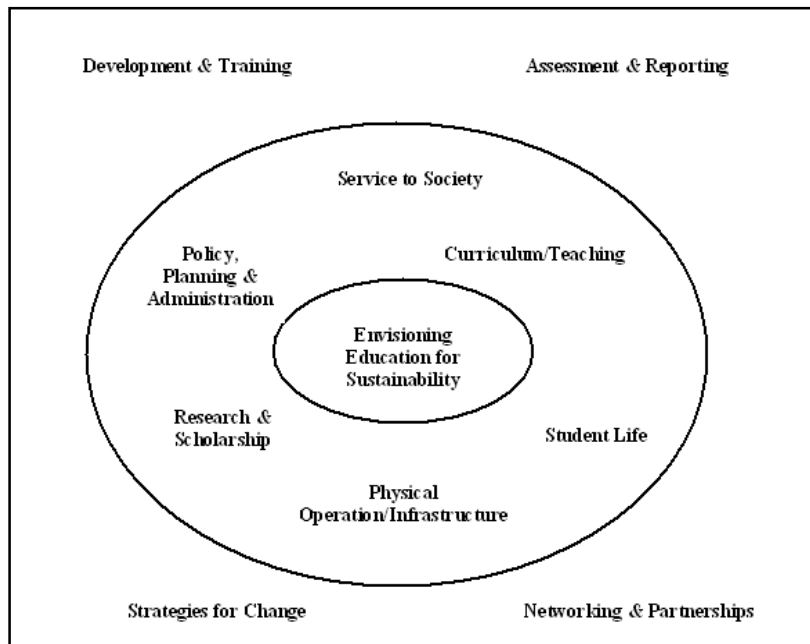 Development & Training
Assessment & Reporting
Service to Society
Policy,
Planning &
Administration
Curriculum/Teaching
Envisioning
Education for
Sustainability
Research &
Scholarship
Student Life
Physical
Operation/Infrastructure
Strategies for Change
Networking & Partnerships